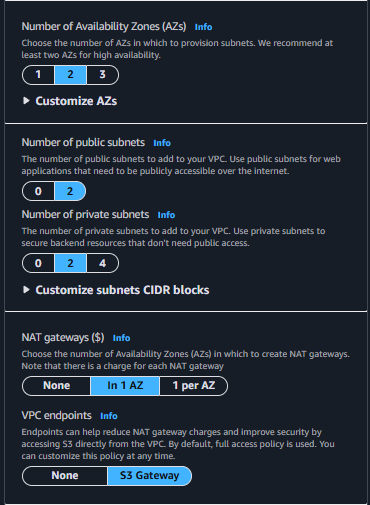 Number of Availability Zones (AZs) Info
Choose the number of AZs in which to provision subnets. We recommend at
least two AZs for high availability.
1 2 3
Customize AZs
Number of public subnets Info
The number of public subnets to add to your VPC. Use public subnets for web
applications that need to be publicly accessible over the internet.
0 2
Number of private subnets Info
The number of private subnets to add to your VPC. Use private subnets to
secure backend resources that don't need public access.
0 2 4
Customize subnets CIDR blocks
NAT gateways ($) Info
Choose the number of Availability Zones (AZs) in which to create NAT gateways.
Note that there is a charge for each NAT gateway
None In 1 AZ 1 per AZ
VPC endpoints Info
Endpoints can help reduce NAT gateway charges and improve security by
accessing S3 directly from the VPC. By default, full access policy is used. You
can customize this policy at any time.
None S3 Gateway